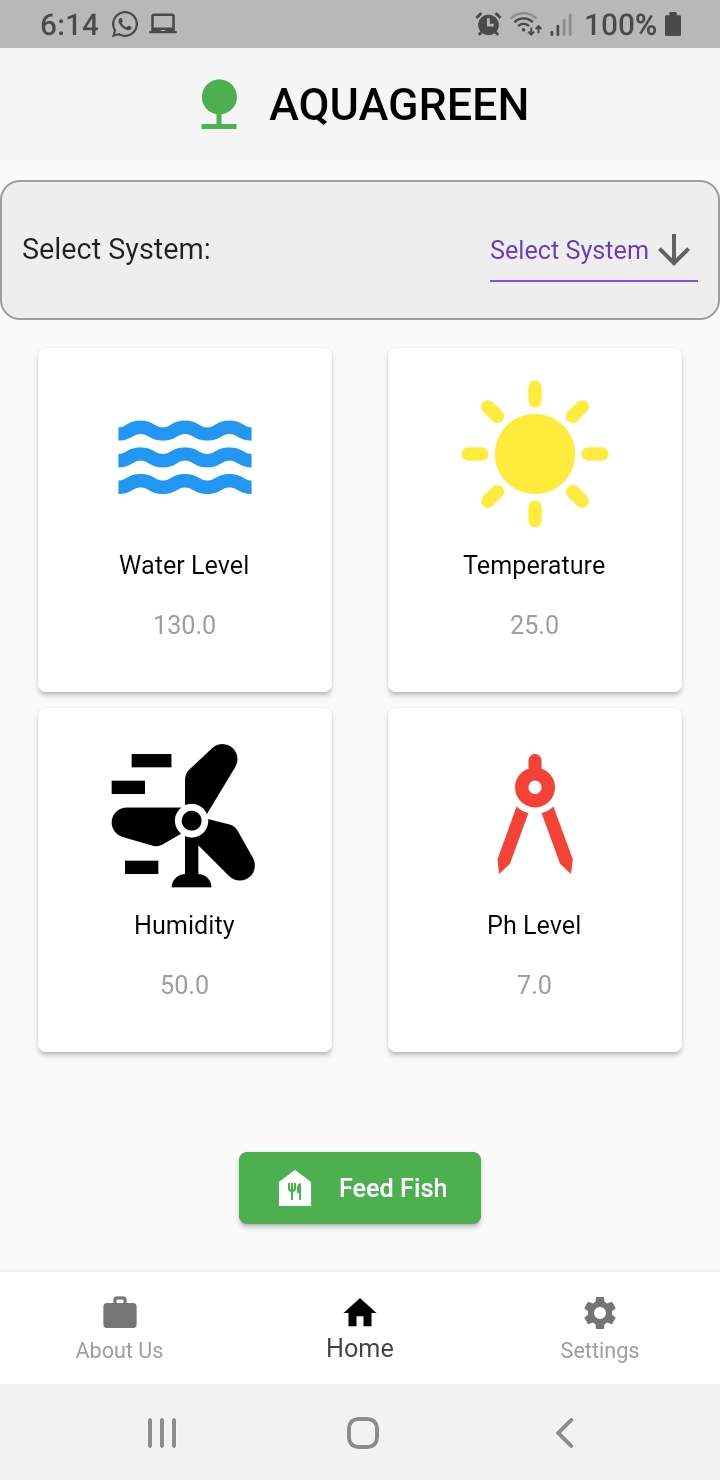 6:14 100%
AQUAGREEN
Select System: Select System
Water Level Temperature
130.0 25.0
Humidity Ph Level
50.0 7.0
Feed Fish
About Us Home Settings